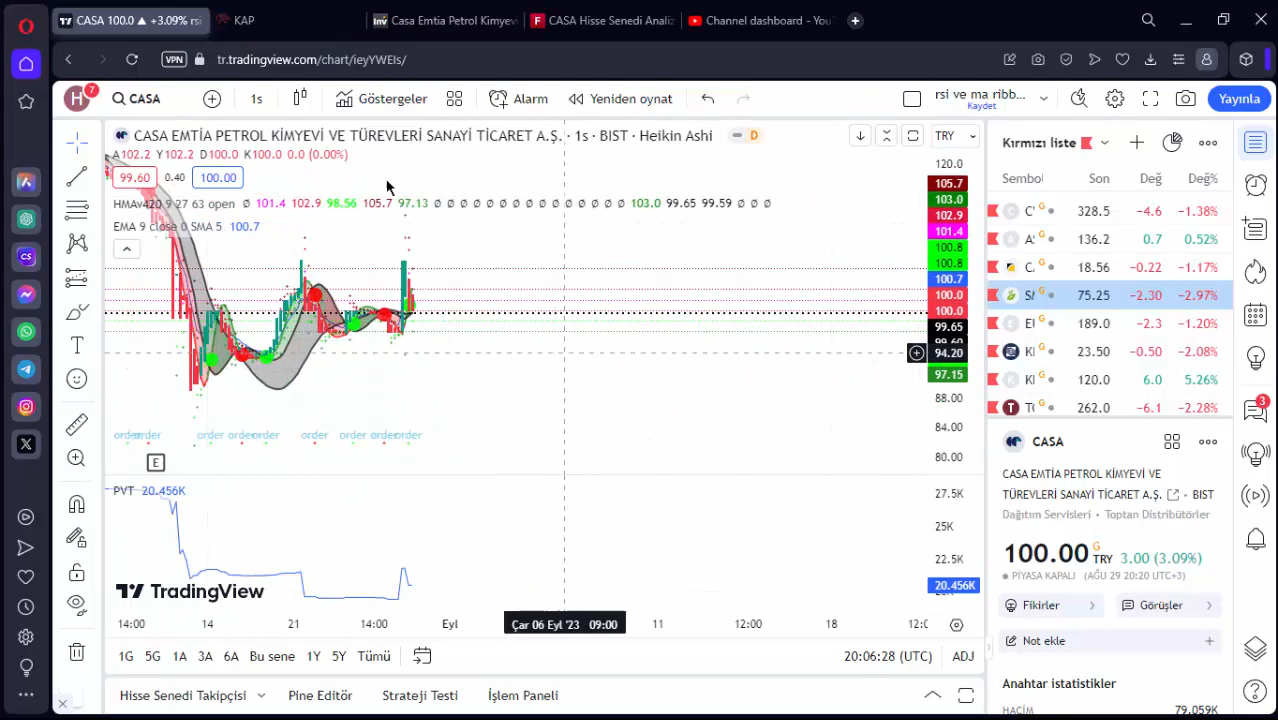 CASA 100.0 ▲ +3.09% rsi
KAP
Casa Emtia Petrol Kimyevi
CASA Hisse Senedi Analiz
Channel dashboard - You
VPN
tr.tradingview.com/chart/ieyYWEIs/
H 7
CASA
1s
Göstergeler
Alarm
Yeniden oynat
rsi ve ma ribb...
Kaydet
Yayınla
CASA EMTİA PETROL KİMYEVİ VE TÜREVLERİ SANAYİ TİCARET A.Ş. · 1s · BIST · Heikin Ashi
D
TRY
A102.2 Y102.2 D100.0 K100.0 0.0 (0.00%)
99.60 0.40 100.00
HMAv420 9 27 63 open Ø 101.4 102.9 98.56 105.7 97.13 Ø Ø Ø Ø Ø Ø Ø Ø Ø Ø Ø Ø Ø Ø Ø 103.0 99.65 99.59 Ø Ø Ø
EMA 9 close 0 SMA 5 100.7
120.0
105.7
103.0
102.9
101.4
100.8
100.8
100.7
100.0
100.0
99.65
99.60
94.20
97.15
88.00
84.00
80.00
order order order order order order order order order
E
PVT 20.456K
27.5K
25K
22.5K
20.456K
TradingView
14:00 14 21 14:00 Eyl Çar 06 Eyl '23 09:00 11 12:00 18 12:0
1G 5G 1A 3A 6A Bu sene 1Y 5Y Tümü
20:06:28 (UTC) ADJ
Hisse Senedi Takipçisi Pine Editör Strateji Testi İşlem Paneli
Kırmızı liste
Sembol Son Değ Değ%
328.5 −4.6 −1.38%
136.2 0.7 0.52%
18.56 −0.22 −1.17%
75.25 −2.30 −2.97%
189.0 −2.3 −1.20%
23.50 −0.50 −2.08%
120.0 6.0 5.26%
262.0 −6.1 −2.28%
CASA
CASA EMTİA PETROL KİMYEVİ VE
TÜREVLERİ SANAYİ TİCARET A.Ş. · BIST
Dağıtım Servisleri • Toptan Distribütörler
100.00 G TRY 3.00 (3.09%)
PİYASA KAPALI (AĞU 29 20:20 UTC+3)
Fikirler
Görüşler
Not ekle
Anahtar istatistikler
HACİM 79.059K
3